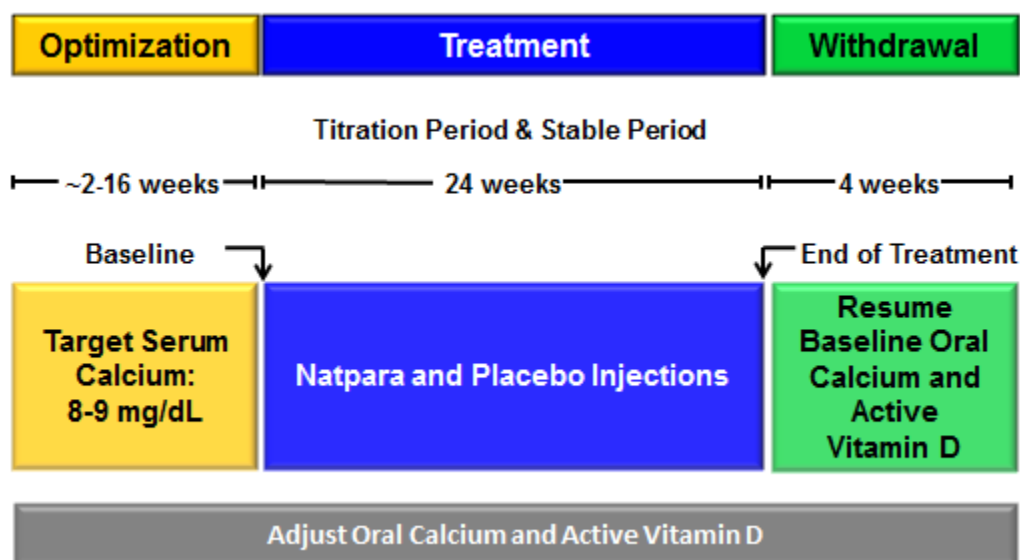 Optimization Treatment Withdrawal
Titration Period & Stable Period
~2-16 weeks 24 weeks 4 weeks
Baseline End of Treatment
Target Serum
Calcium:
8-9 mg/dL
Natpara and Placebo Injections
Resume
Baseline Oral
Calcium and
Active
Vitamin D
Adjust Oral Calcium and Active Vitamin D